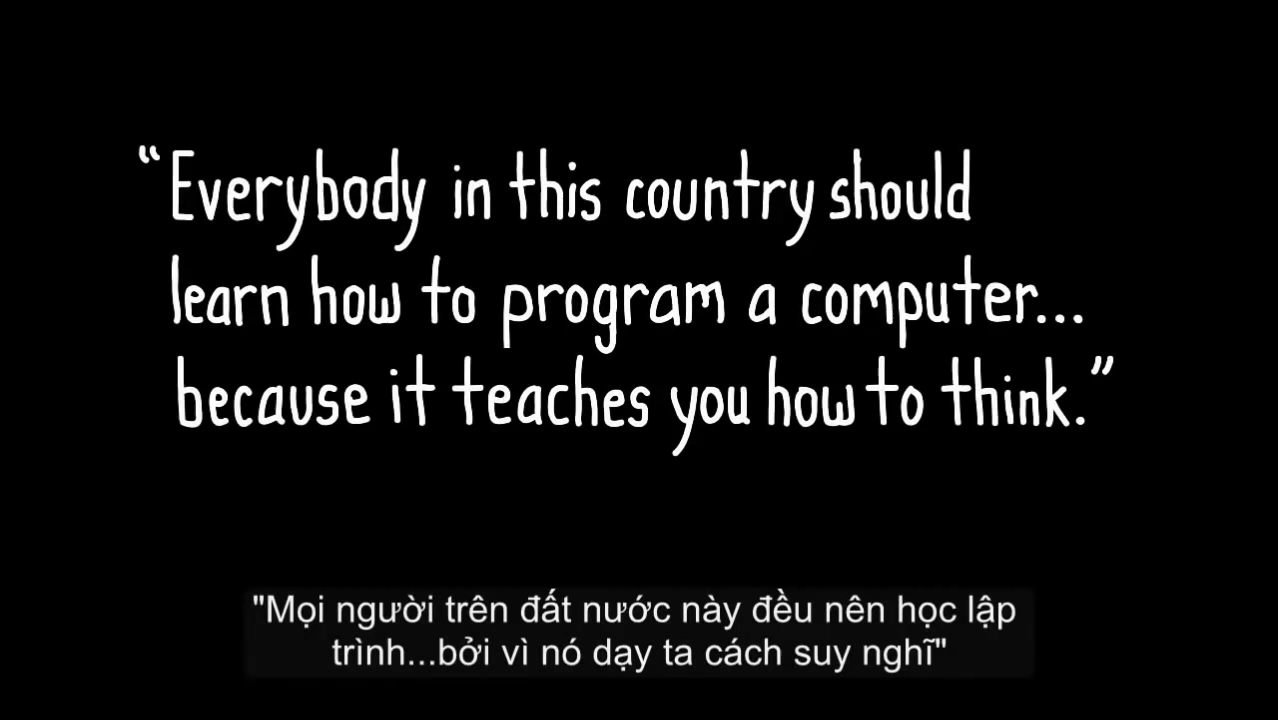 “Everybody in this country should
learn how to program a computer...
because it teaches you how to think.”
"Mọi người trên đất nước này đều nên học lập
trình...bởi vì nó dạy ta cách suy nghĩ"